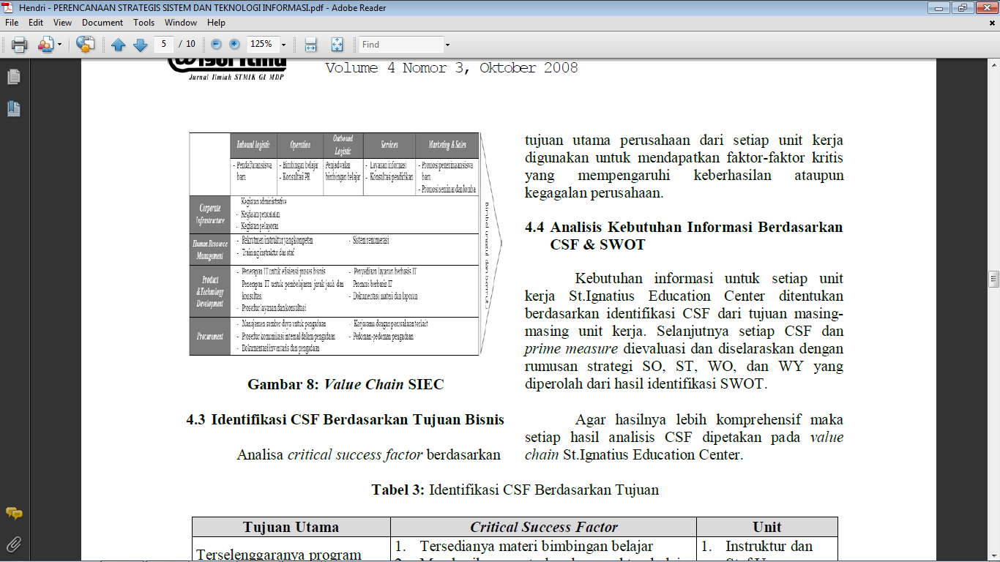 Hendri - PERENCANAAN STRATEGIS SISTEM DAN TEKNOLOGI INFORMASI.pdf - Adobe Reader
File Edit View Document Tools Window Help
5 / 10 125% Find
Jurnal Ilmiah STMIK GI MDP
Volume 4 Nomor 3, Oktober 2008
Inbound logistic Operation Outbound Logistic Services Marketing & Sales
- Pendaftaran siswa baru
- Bimbingan belajar
- Konsultasi PR
Penjadwalan bimbingan belajar
- Layanan informasi
- Konsultasi pendidikan
- Promosi penerimaan siswa baru
- Promosi seminar dan lomba
Corporate Infrastructure
Kegiatan administrative
- Kegiatan pencatatan
- Kegiatan pelaporan
Human Resource Management
- Rekrutmen instruktur yang kompeten
- Training instruktur dan staf
- Sistem renumerasi
Product & Technology Development
- Penerapan IT untuk efisiensi proses bisnis
Penerapan IT untuk pembelajaran jarak jauh dan konsultasi
- Prosedur layanan dan konsultasi
- Penyediaan layanan berbasis IT
Promosi berbasis IT
- Dokumentasi materi dan laporan
Procurement
- Manajemen sumber daya untuk pengadaan
- Prosedur komunikasi internal dalam pengadaan
- Dokumentasi inventaris dan pengadaan
- Kerjasama dengan perusahaan terkait
- Pedoman-pedoman pengadaan
Gambar 8: Value Chain SIEC
4.3 Identifikasi CSF Berdasarkan Tujuan Bisnis
Analisa critical success factor berdasarkan
tujuan utama perusahaan dari setiap unit kerja
digunakan untuk mendapatkan faktor-faktor kritis
yang mempengaruhi keberhasilan ataupun
kegagalan perusahaan.
4.4 Analisis Kebutuhan Informasi Berdasarkan
CSF & SWOT
Kebutuhan informasi untuk setiap unit
kerja St.Ignatius Education Center ditentukan
berdasarkan identifikasi CSF dari tujuan masing-
masing unit kerja. Selanjutnya setiap CSF dan
prime measure dievaluasi dan diselaraskan dengan
rumusan strategi SO, ST, WO, dan WY yang
diperolah dari hasil identifikasi SWOT.
Agar hasilnya lebih komprehensif maka
setiap hasil analisis CSF dipetakan pada value
chain St.Ignatius Education Center.
Tabel 3: Identifikasi CSF Berdasarkan Tujuan
Tujuan Utama Critical Success Factor Unit
Terselenggaranya program
1. Tersedianya materi bimbingan belajar
1. Instruktur dan